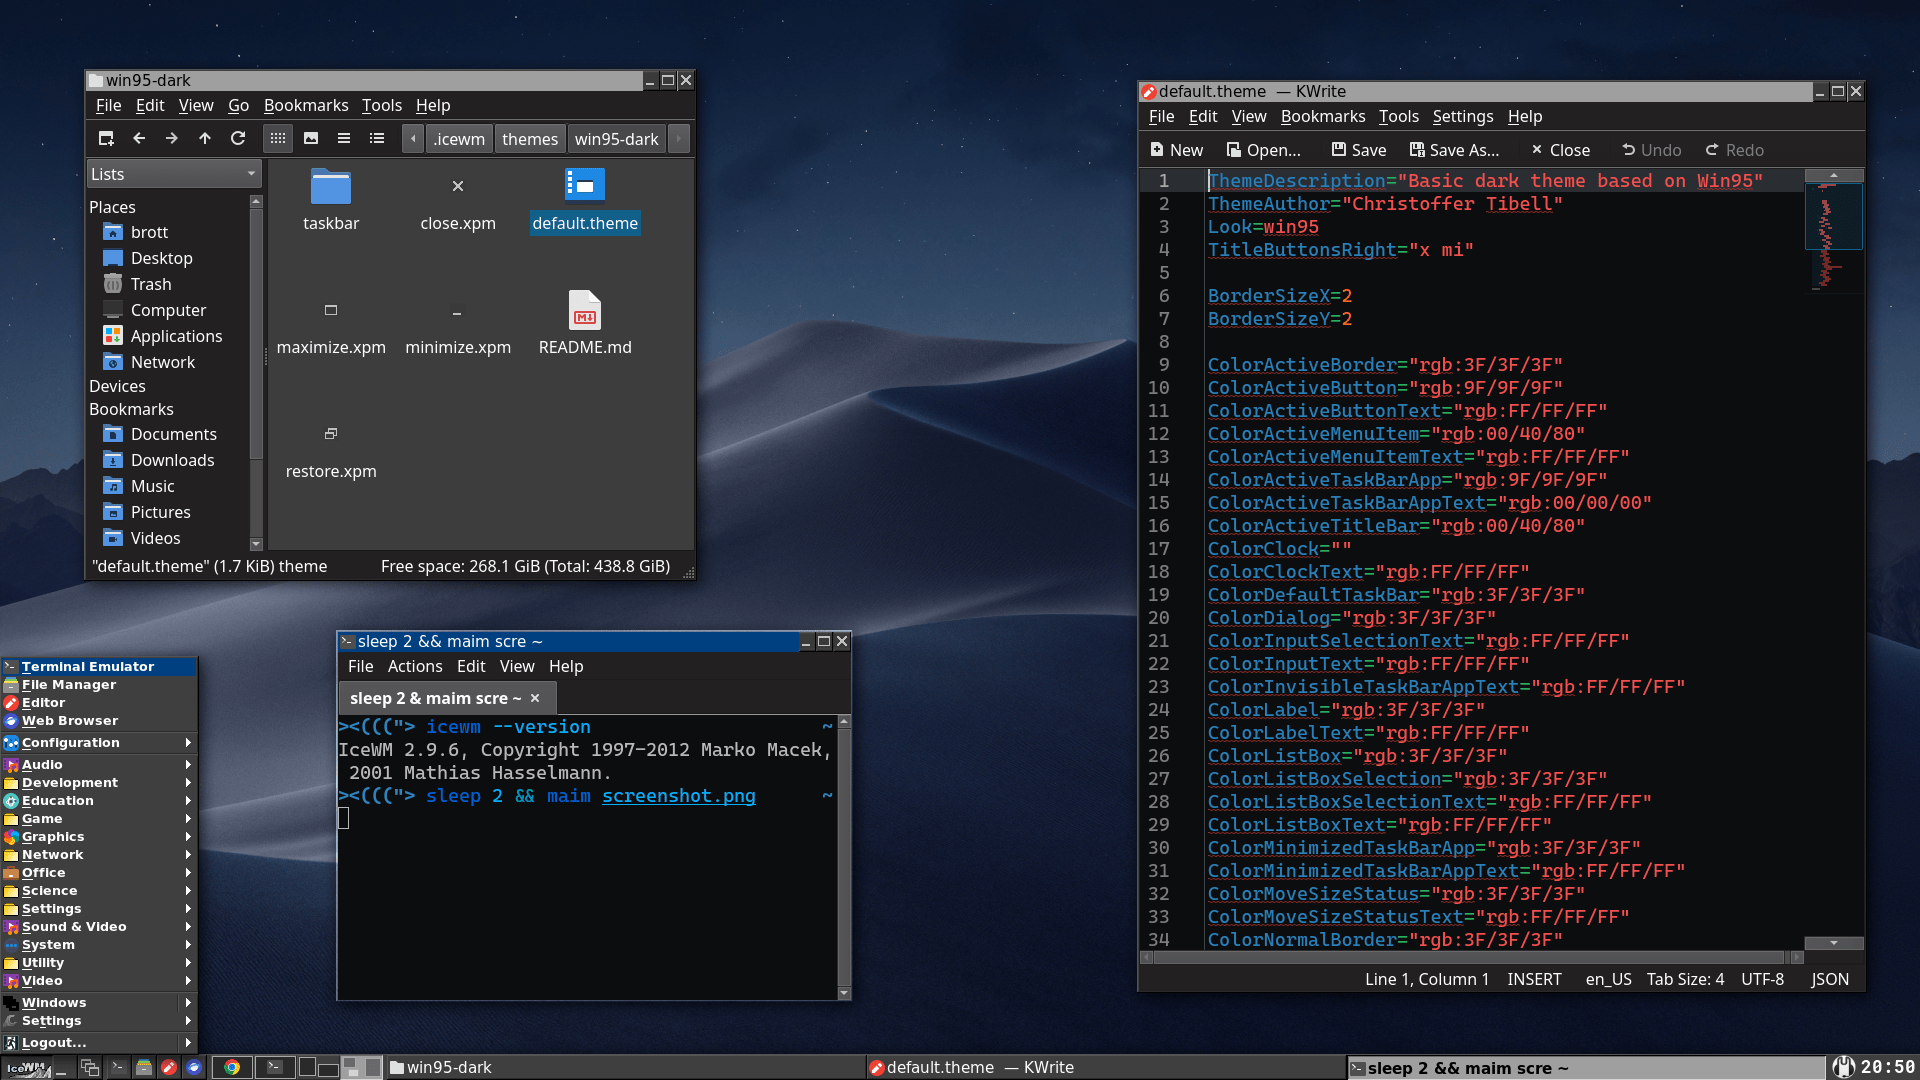 win95-dark
File Edit View Go Bookmarks Tools Help
.icewm themes win95-dark
Lists
Places
brott
Desktop
Trash
Computer
Applications
Network
Devices
Bookmarks
Documents
Downloads
Music
Pictures
Videos
taskbar close.xpm default.theme
maximize.xpm minimize.xpm README.md
restore.xpm
"default.theme" (1.7 KiB) theme Free space: 268.1 GiB (Total: 438.8 GiB)
default.theme — KWrite
File Edit View Bookmarks Tools Settings Help
New Open... Save Save As... Close Undo Redo
1 ThemeDescription="Basic dark theme based on Win95"
2 ThemeAuthor="Christoffer Tibell"
3 Look=win95
4 TitleButtonsRight="x mi"
5
6 BorderSizeX=2
7 BorderSizeY=2
8
9 ColorActiveBorder="rgb:3F/3F/3F"
10 ColorActiveButton="rgb:9F/9F/9F"
11 ColorActiveButtonText="rgb:FF/FF/FF"
12 ColorActiveMenuItem="rgb:00/40/80"
13 ColorActiveMenuItemText="rgb:FF/FF/FF"
14 ColorActiveTaskBarApp="rgb:9F/9F/9F"
15 ColorActiveTaskBarAppText="rgb:00/00/00"
16 ColorActiveTitleBar="rgb:00/40/80"
17 ColorClock=""
18 ColorClockText="rgb:FF/FF/FF"
19 ColorDefaultTaskBar="rgb:3F/3F/3F"
20 ColorDialog="rgb:3F/3F/3F"
21 ColorInputSelectionText="rgb:FF/FF/FF"
22 ColorInputText="rgb:FF/FF/FF"
23 ColorInvisibleTaskBarAppText="rgb:FF/FF/FF"
24 ColorLabel="rgb:3F/3F/3F"
25 ColorLabelText="rgb:FF/FF/FF"
26 ColorListBox="rgb:3F/3F/3F"
27 ColorListBoxSelection="rgb:3F/3F/3F"
28 ColorListBoxSelectionText="rgb:FF/FF/FF"
29 ColorListBoxText="rgb:FF/FF/FF"
30 ColorMinimizedTaskBarApp="rgb:3F/3F/3F"
31 ColorMinimizedTaskBarAppText="rgb:FF/FF/FF"
32 ColorMoveSizeStatus="rgb:3F/3F/3F"
33 ColorMoveSizeStatusText="rgb:FF/FF/FF"
34 ColorNormalBorder="rgb:3F/3F/3F"
Line 1, Column 1 INSERT en_US Tab Size: 4 UTF-8 JSON
sleep 2 && maim scre ~
File Actions Edit View Help
sleep 2 & maim scre ~ ×
><((("> icewm --version ~
IceWM 2.9.6, Copyright 1997-2012 Marko Macek,
2001 Mathias Hasselmann.
><((("> sleep 2 && maim screenshot.png ~
Terminal Emulator
File Manager
Editor
Web Browser
Configuration
Audio
Development
Education
Game
Graphics
Network
Office
Science
Settings
Sound & Video
System
Utility
Video
Windows
Settings
Logout...
IceWM win95-dark default.theme — KWrite sleep 2 && maim scre ~ 20:50